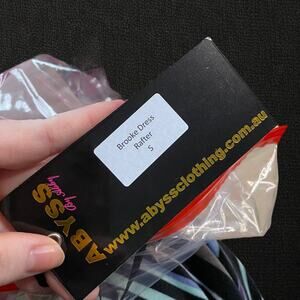 Brooke Dress
Rafter
S
ABYSS
By Abby
www.abyssclothing.com.au